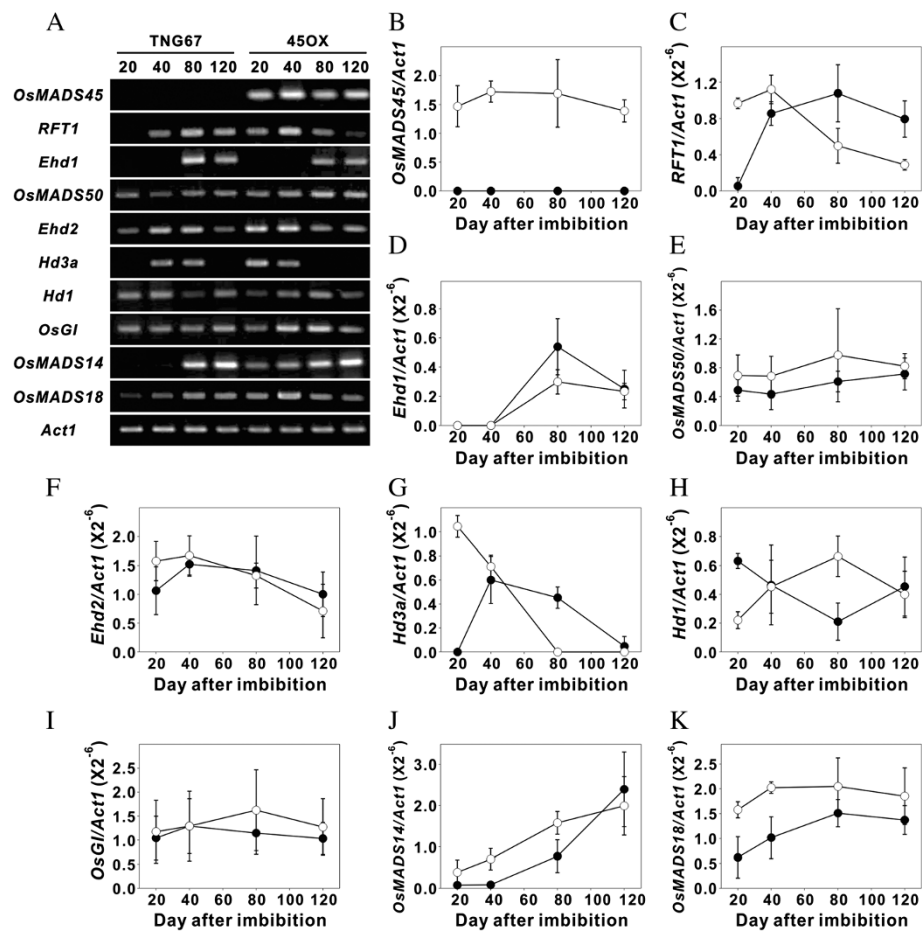 A
TNG67 45OX
20 40 80 120 20 40 80 120
OsMADS45
RFT1
Ehd1
OsMADS50
Ehd2
Hd3a
Hd1
OsGI
OsMADS14
OsMADS18
Act1
B
OsMADS45/Act1
2.0
1.5
1.0
0.5
0.0
20 40 60 80 100 120
Day after imbibition
C
RFT1/Act1 (X2-6)
1.2
0.8
0.4
0.0
20 40 60 80 100 120
Day after imbibition
D
Ehd1/Act1 (X2-6)
0.8
0.6
0.4
0.2
0.0
20 40 60 80 100 120
Day after imbibition
E
OsMADS50/Act1 (X2-6)
1.6
1.2
0.8
0.4
0.0
20 40 60 80 100 120
Day after imbibition
F
Ehd2/Act1 (X2-6)
2.0
1.5
1.0
0.5
0.0
20 40 60 80 100 120
Day after imbibition
G
Hd3a/Act1 (X2-6)
1.0
0.8
0.6
0.4
0.2
0.0
20 40 60 80 100 120
Day after imbibition
H
Hd1/Act1 (X2-6)
0.8
0.6
0.4
0.2
0.0
20 40 60 80 100 120
Day after imbibition
I
OsGI/Act1 (X2-6)
2.5
2.0
1.5
1.0
0.5
0.0
20 40 60 80 100 120
Day after imbibition
J
OsMADS14/Act1 (X2-6)
3.0
2.0
1.0
0.0
20 40 60 80 100 120
Day after imbibition
K
OsMADS18/Act1 (X2-6)
2.5
2.0
1.5
1.0
0.5
0.0
20 40 60 80 100 120
Day after imbibition